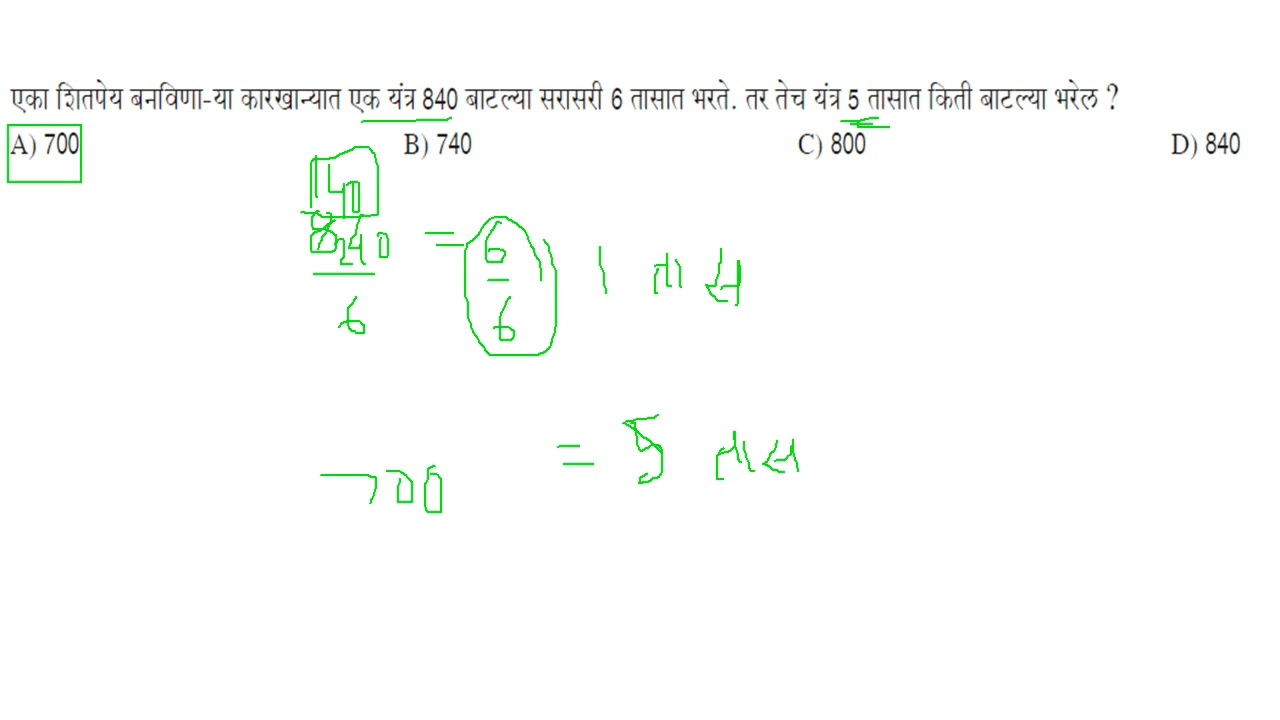 एका शितपेय बनविणा-या कारखान्यात एक यंत्र 840 बाटल्या सरासरी 6 तासात भरते. तर तेच यंत्र 5 तासात किती बाटल्या भरेल ?
A) 700 B) 740 C) 800 D) 840
140
840 = 6 1 तास
6 6
= 5 तास
700